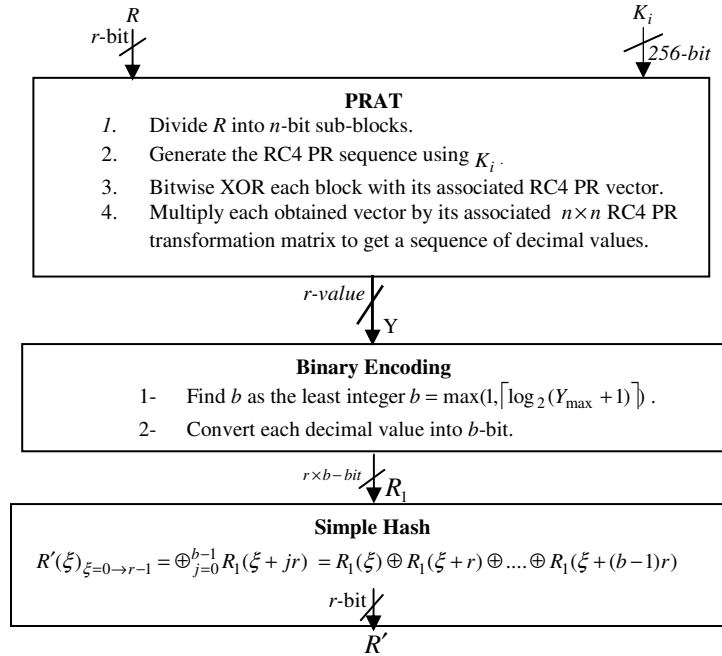 R K_i
r-bit 256-bit
PRAT
1. Divide R into n-bit sub-blocks.
2. Generate the RC4 PR sequence using K_i .
3. Bitwise XOR each block with its associated RC4 PR vector.
4. Multiply each obtained vector by its associated n×n RC4 PR
transformation matrix to get a sequence of decimal values.
r-value
Y
Binary Encoding
1- Find b as the least integer b = max(1,⌈log_2(Y_max +1)⌉) .
2- Convert each decimal value into b-bit.
r×b−bit R_1
Simple Hash
R′(ξ)_{ξ=0→r−1} = ⊕_{j=0}^{b−1} R_1(ξ + jr) = R_1(ξ) ⊕ R_1(ξ + r) ⊕ .... ⊕ R_1(ξ + (b −1)r)
r-bit
R′